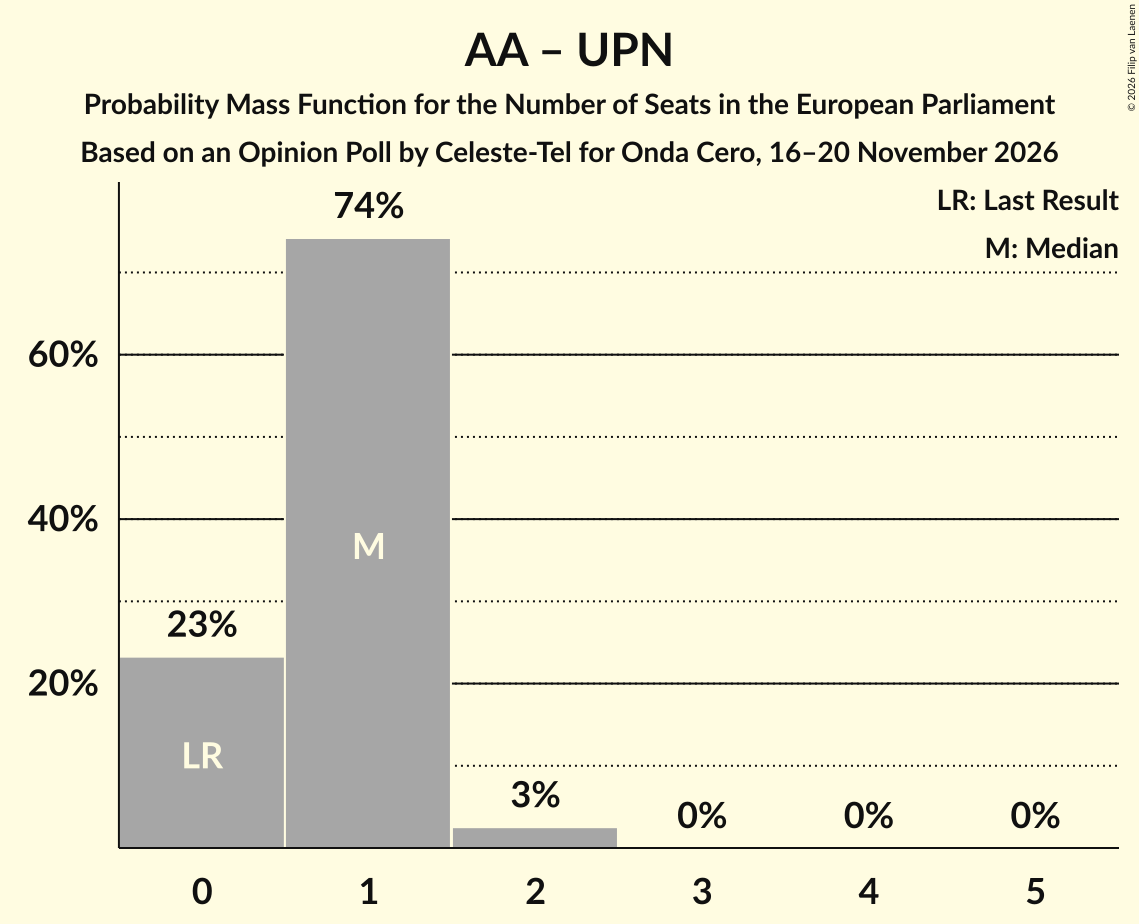 AA – UPN
Probability Mass Function for the Number of Seats in the European Parliament
Based on an Opinion Poll by Celeste-Tel for Onda Cero, 16–20 November 2026
© 2026 Filip van Laenen
LR: Last Result
M: Median
74%
60%
40%
M
23%
20%
LR
3%
0%
0%
0%
0
1
2
3
4
5